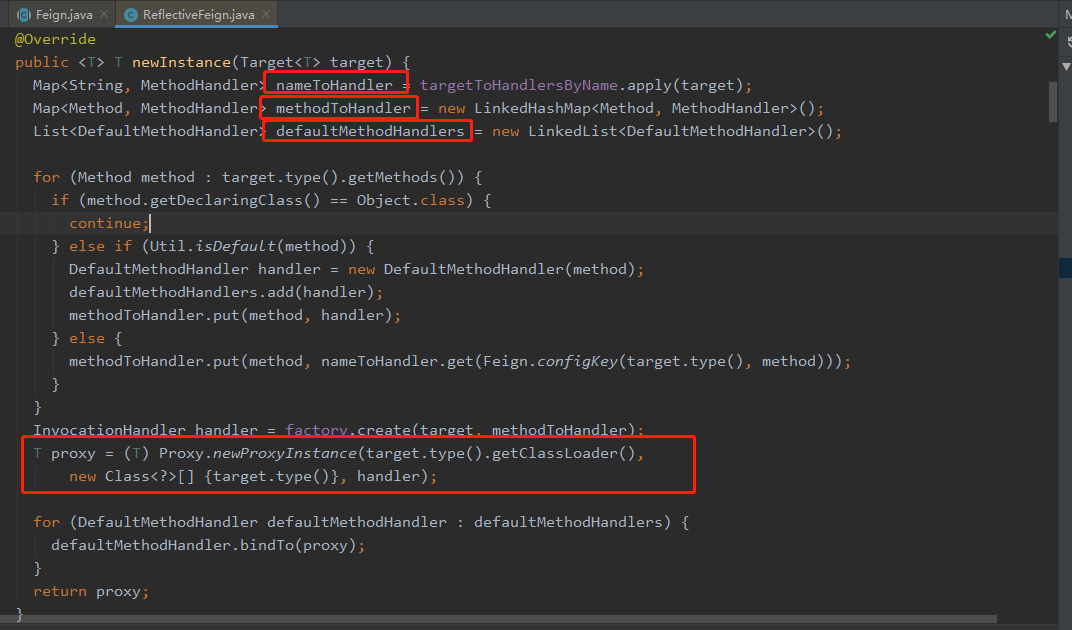 Feign.java × ReflectiveFeign.java ×
@Override
public <T> T newInstance(Target<T> target) {
Map<String, MethodHandler> nameToHandler = targetToHandlersByName.apply(target);
Map<Method, MethodHandler> methodToHandler = new LinkedHashMap<Method, MethodHandler>();
List<DefaultMethodHandler> defaultMethodHandlers = new LinkedList<DefaultMethodHandler>();
for (Method method : target.type().getMethods()) {
if (method.getDeclaringClass() == Object.class) {
continue;
} else if (Util.isDefault(method)) {
DefaultMethodHandler handler = new DefaultMethodHandler(method);
defaultMethodHandlers.add(handler);
methodToHandler.put(method, handler);
} else {
methodToHandler.put(method, nameToHandler.get(Feign.configKey(target.type(), method)));
}
}
InvocationHandler handler = factory.create(target, methodToHandler);
T proxy = (T) Proxy.newProxyInstance(target.type().getClassLoader(),
new Class<?>[] {target.type()}, handler);
for (DefaultMethodHandler defaultMethodHandler : defaultMethodHandlers) {
defaultMethodHandler.bindTo(proxy);
}
return proxy;
}